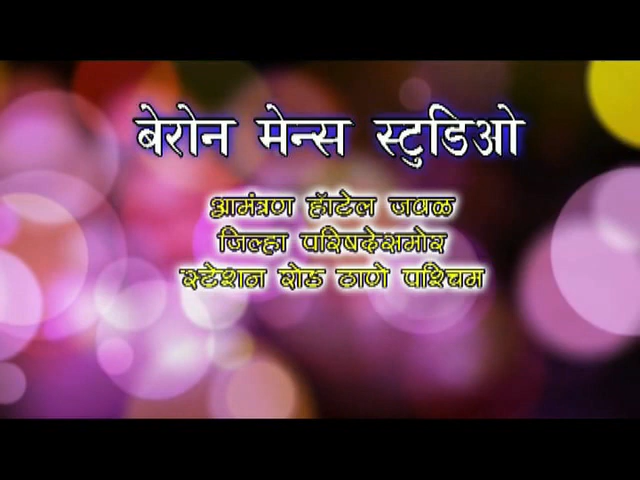 बेरोन मेन्स स्टुडिओ
आमंत्रण हॉटेल जवळ
जिल्हा परिषदेसमोर
स्टेशन रोड ठाणे पश्चिम